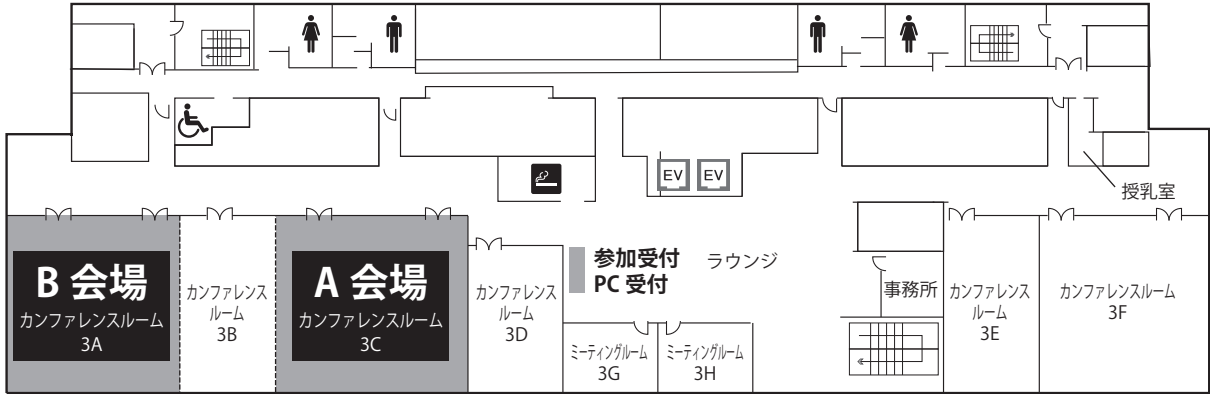 EV
EV
授乳室
B 会場
カンファレンスルーム
3A
カンファレンス
ルーム
3B
A 会場
カンファレンスルーム
3C
カンファレンス
ルーム
3D
参加受付
PC 受付
ラウンジ
ミーティングルーム
3G
ミーティングルーム
3H
事務所
カンファレンス
ルーム
3E
カンファレンスルーム
3F